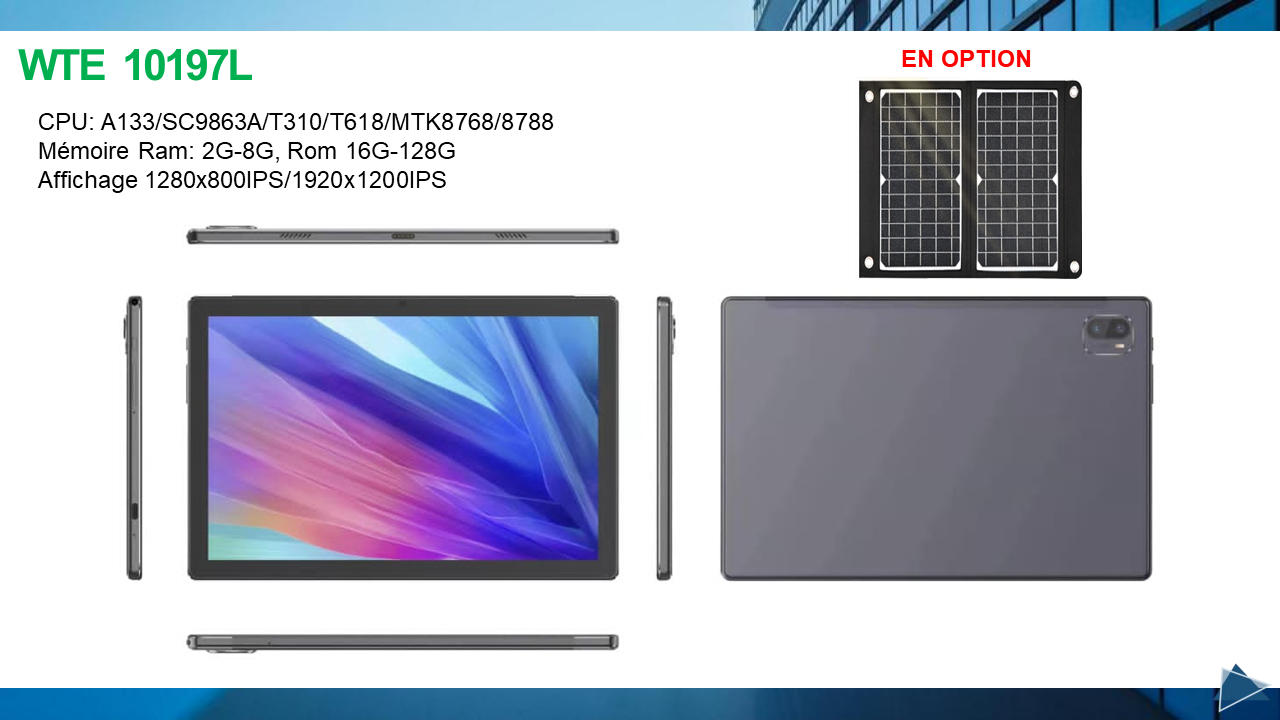 WTE 10197L
EN OPTION
CPU: A133/SC9863A/T310/T618/MTK8768/8788
Mémoire Ram: 2G-8G, Rom 16G-128G
Affichage 1280x800IPS/1920x1200IPS